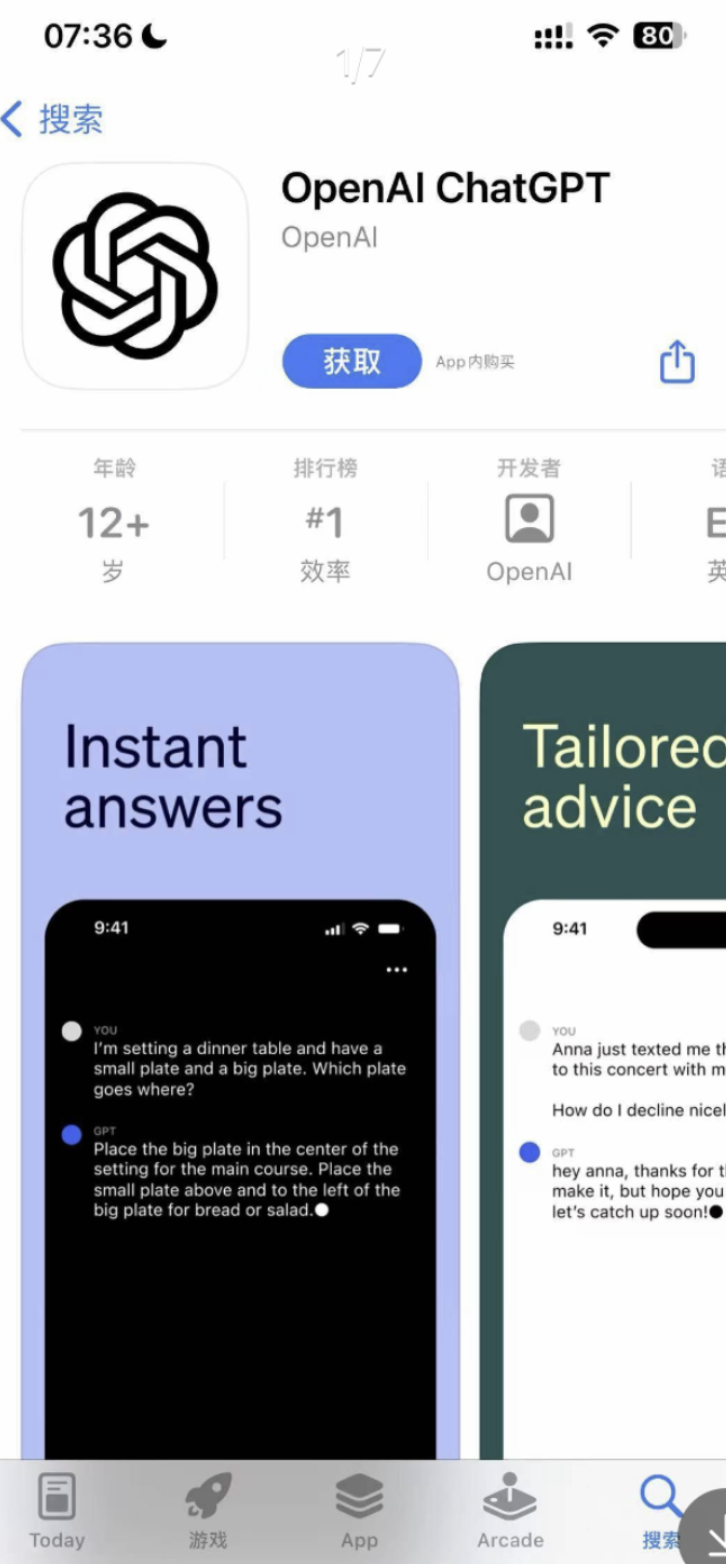 07:36
80
1/7
搜索
OpenAI ChatGPT
OpenAI
获取
App内购买
年龄
排行榜
开发者
语
12+
#1
E
岁
效率
OpenAI
英
Instant
answers
Tailored
advice
9:41
YOU
I'm setting a dinner table and have a
small plate and a big plate. Which plate
goes where?
GPT
Place the big plate in the center of the
setting for the main course. Place the
small plate above and to the left of the
big plate for bread or salad.
9:41
YOU
Anna just texted me th
to this concert with m
How do I decline nicel
GPT
hey anna, thanks for t
make it, but hope you
let's catch up soon!
Today
游戏
App
Arcade
搜索